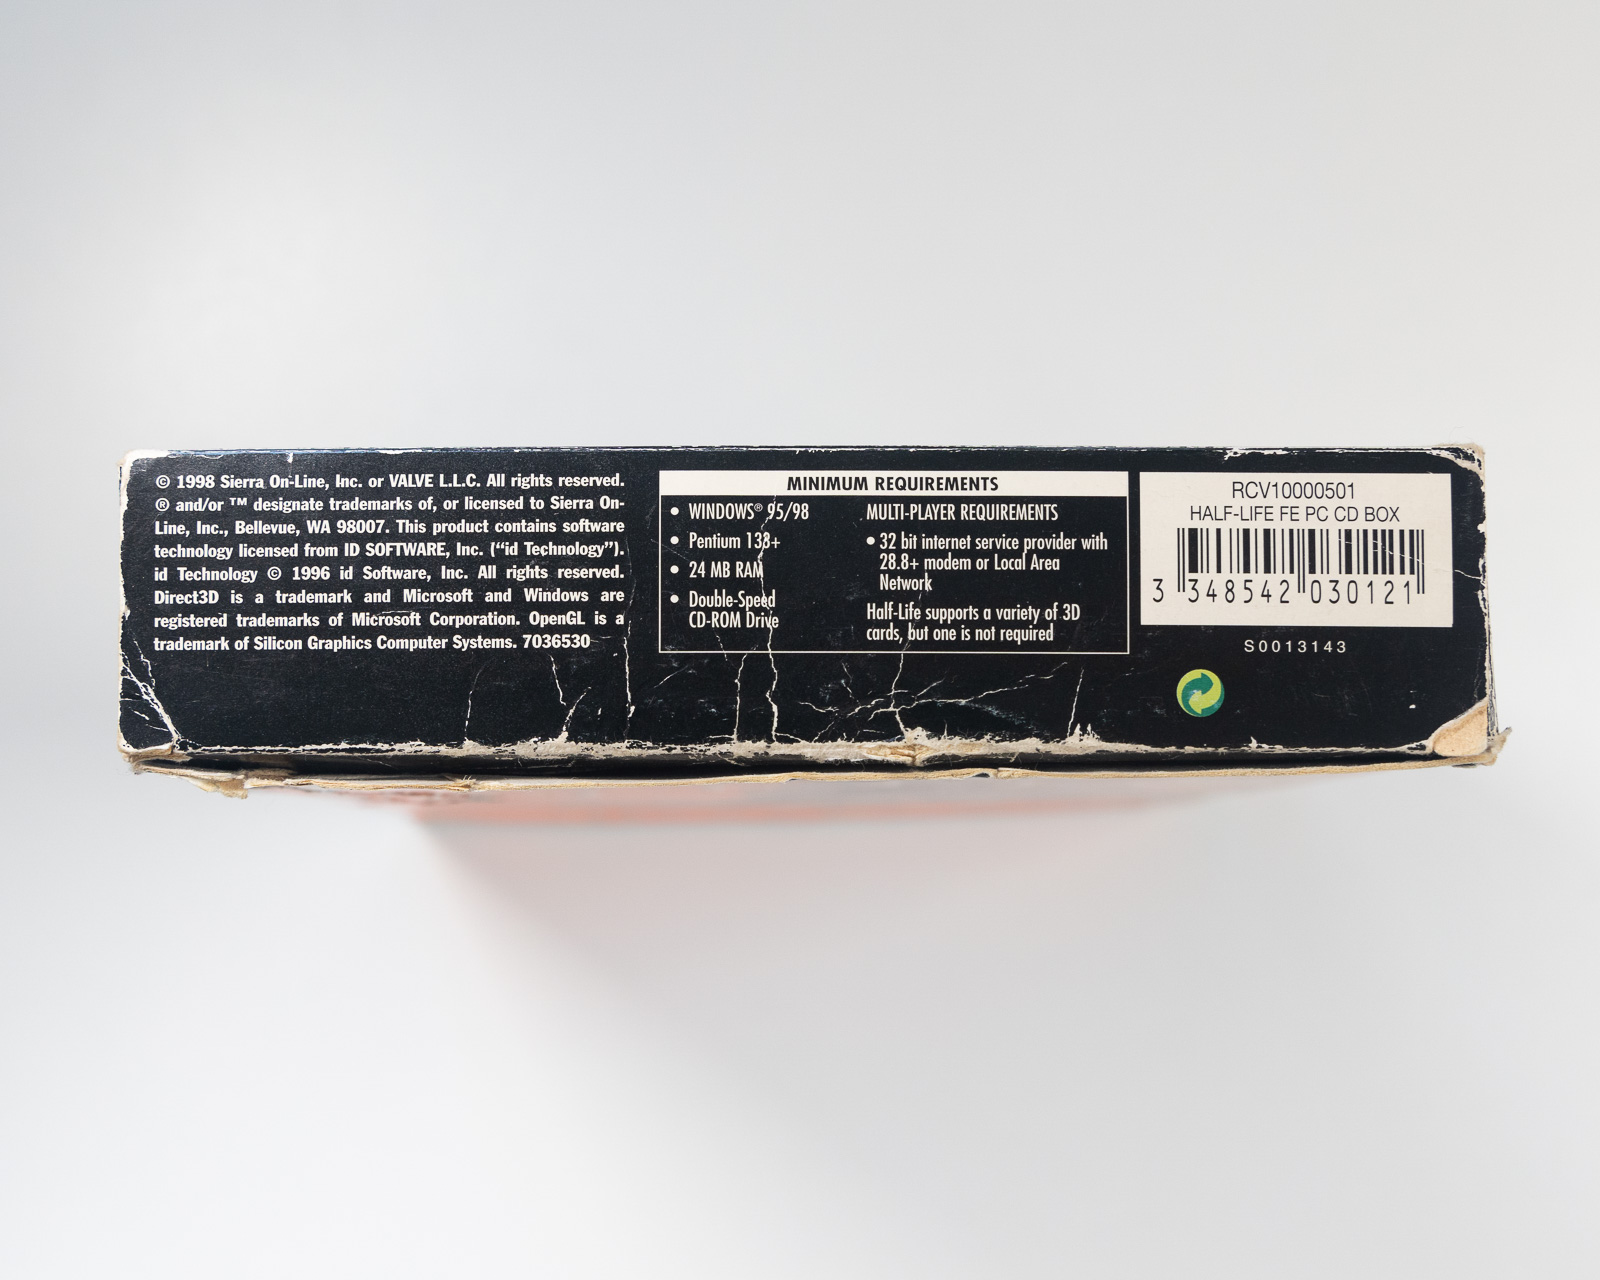 © 1998 Sierra On-Line, Inc. or VALVE L.L.C. All rights reserved.
® and/or ™ designate trademarks of, or licensed to Sierra On-
Line, Inc., Bellevue, WA 98007. This product contains software
technology licensed from ID SOFTWARE, Inc. (“id Technology”).
id Technology © 1996 id Software, Inc. All rights reserved.
Direct3D is a trademark and Microsoft and Windows are
registered trademarks of Microsoft Corporation. OpenGL is a
trademark of Silicon Graphics Computer Systems. 7036530
MINIMUM REQUIREMENTS
• WINDOWS® 95/98
• Pentium 133+
• 24 MB RAM
• Double-Speed
CD-ROM Drive
MULTI-PLAYER REQUIREMENTS
• 32 bit internet service provider with
28.8+ modem or Local Area
Network
Half-Life supports a variety of 3D
cards, but one is not required
RCV10000501
HALF-LIFE FE PC CD BOX
3 348542 030121
S0013143